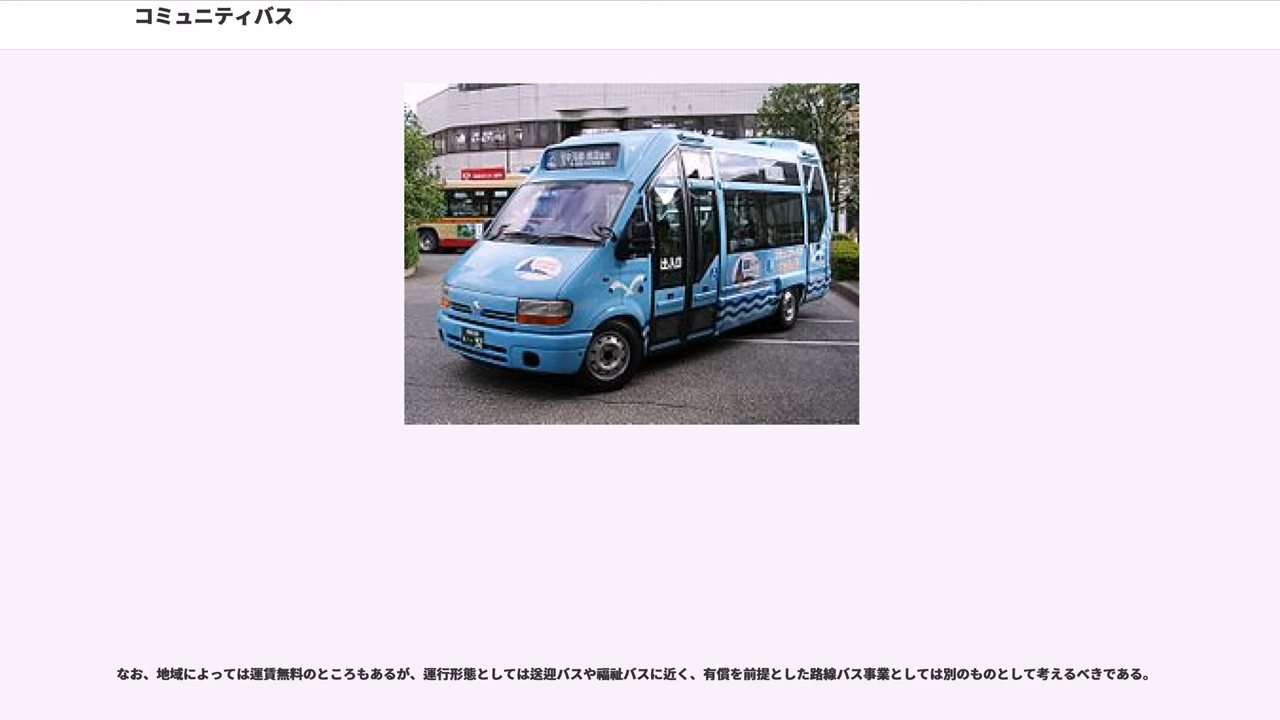 コミュニティバス
出入口
なお、地域によっては運賃無料のところもあるが、運行形態としては送迎バスや福祉バスに近く、有償を前提とした路線バス事業としては別のものとして考えるべきである。